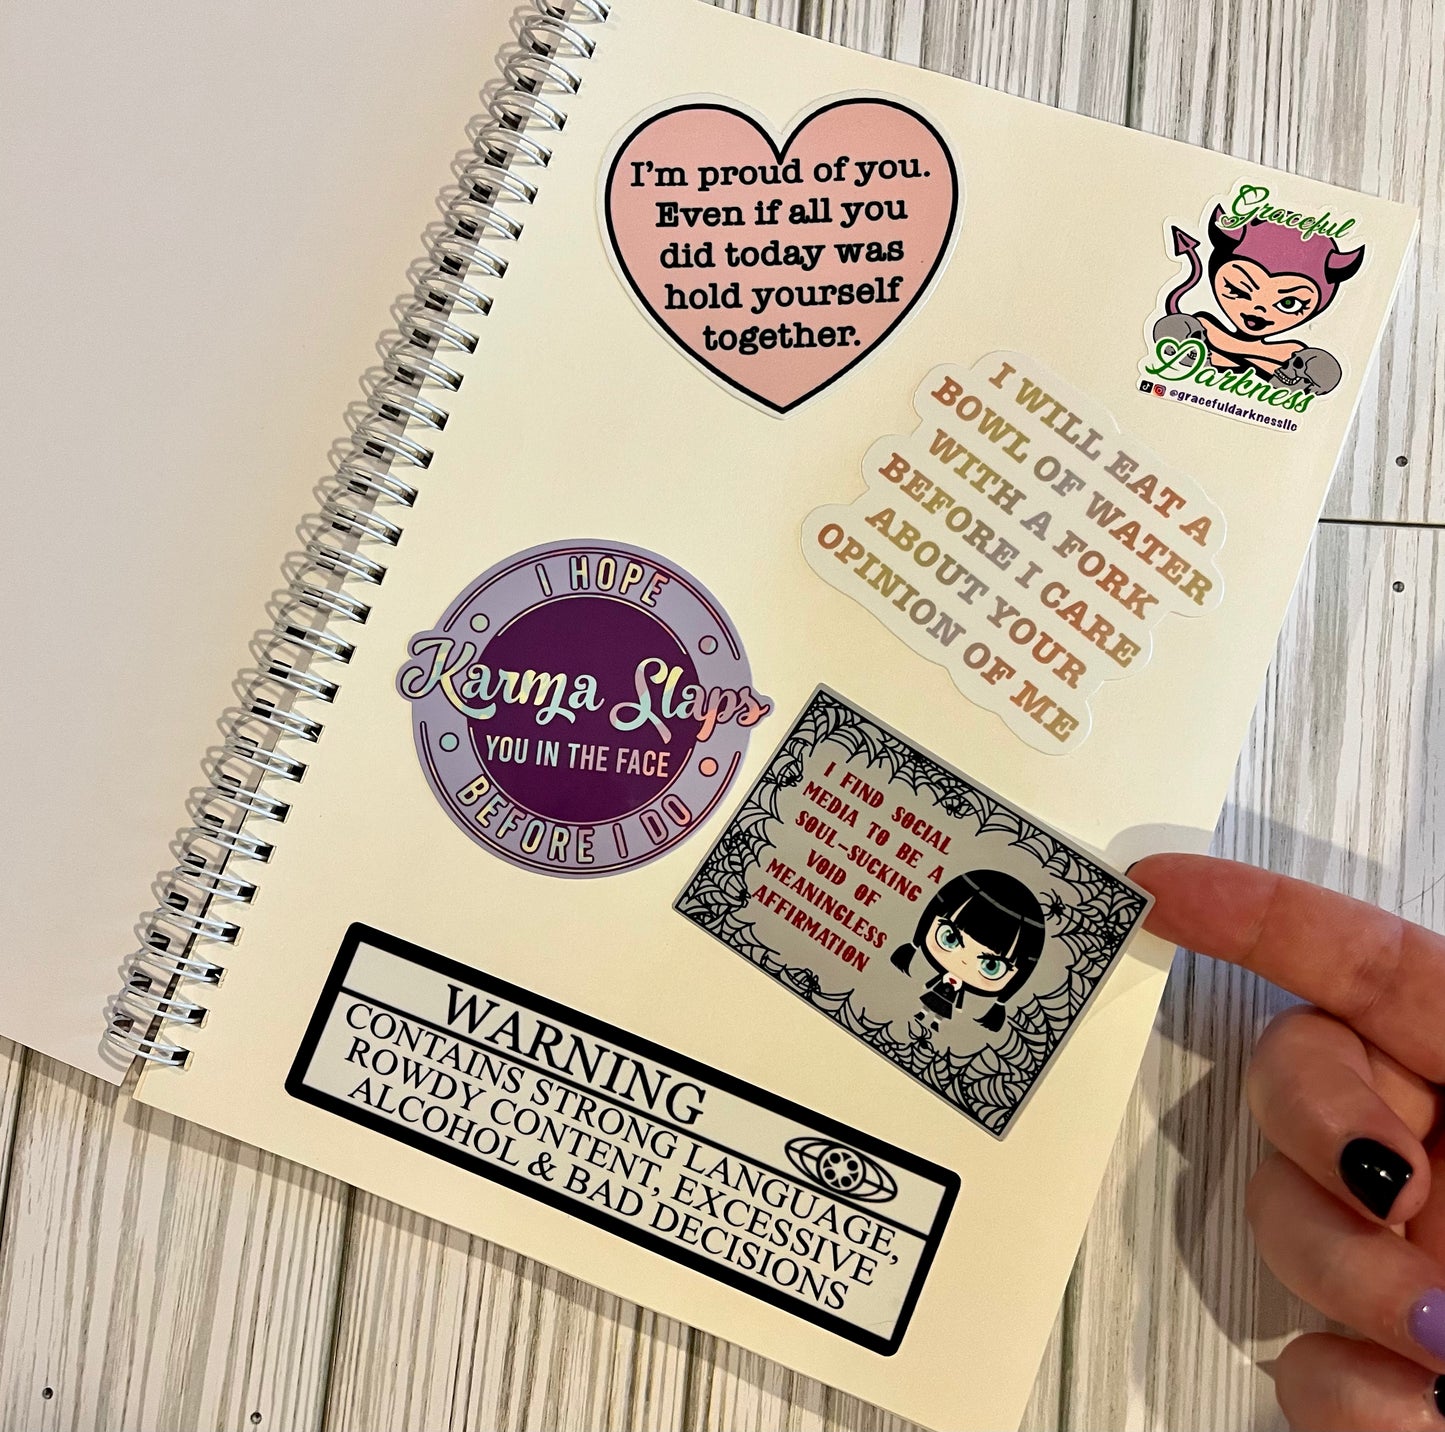 I'm proud of you.
Even if all you
did today was
hold yourself
together.
Graceful
Darkness
@gracefuldarknessllc
I WILL EAT A
BOWL OF WATER
WITH A FORK
BEFORE I CARE
ABOUT YOUR
OPINION OF ME
I HOPE
Karma Slaps
YOU IN THE FACE
BEFORE I DO
I FIND SOCIAL
MEDIA TO BE A
SOUL-SUCKING
VOID OF
MEANINGLESS
AFFIRMATION
WARNING
CONTAINS STRONG LANGUAGE,
ROWDY CONTENT, EXCESSIVE
ALCOHOL & BAD DECISIONS